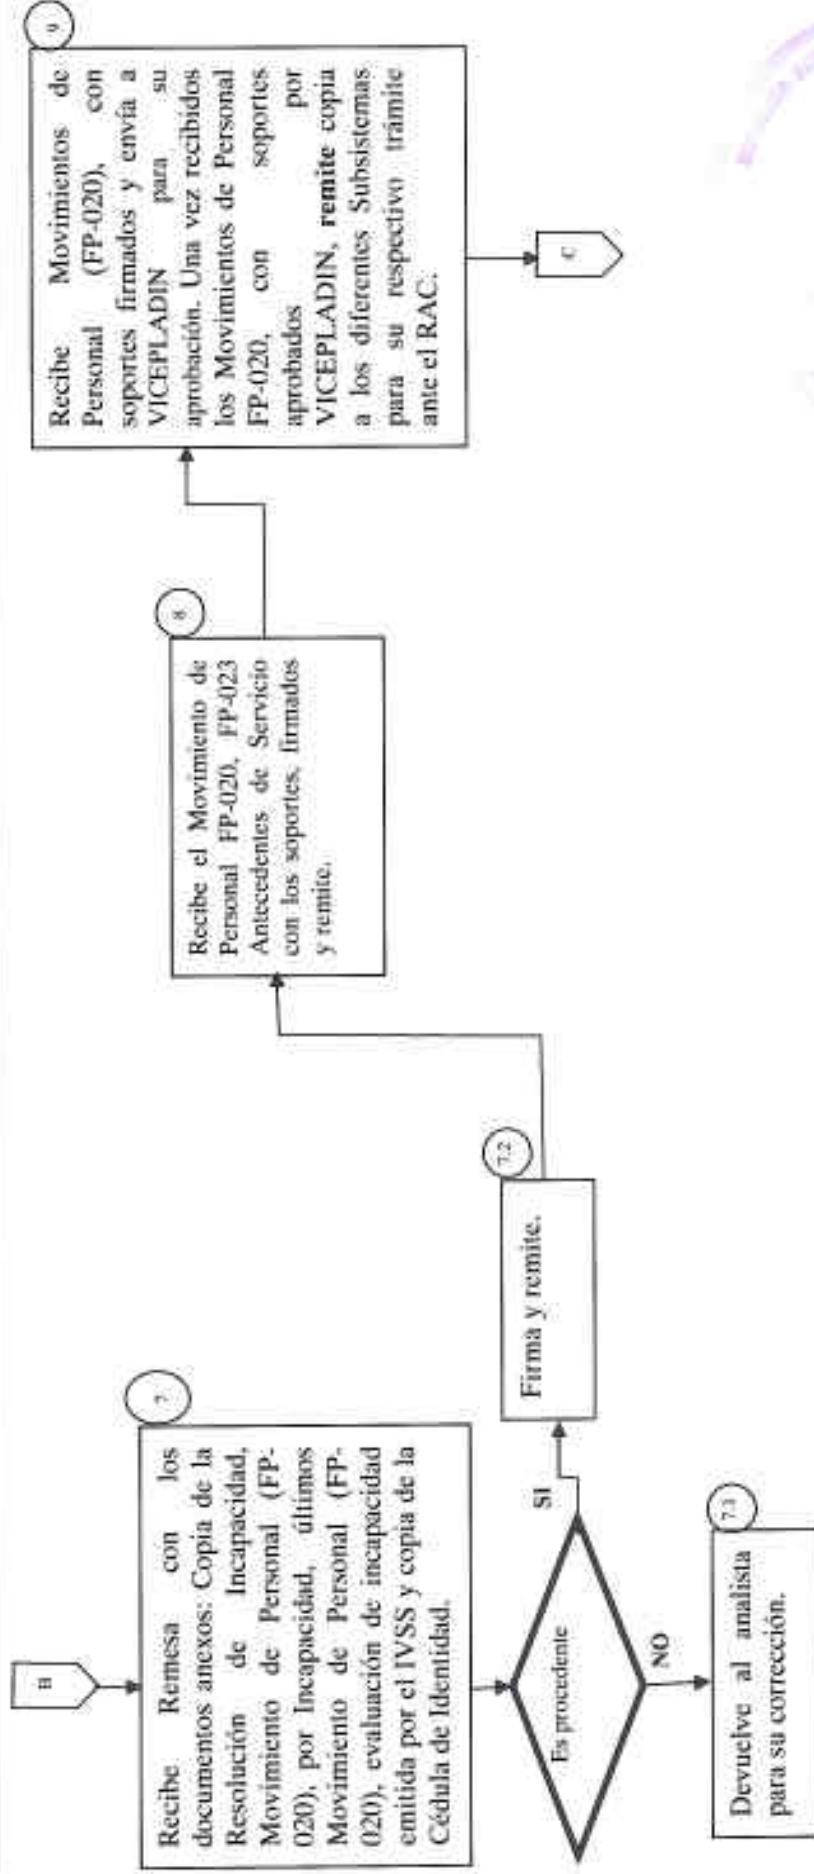 B
7
Recibe Remesa con los
documentos anexos: Copia de la
Resolución de Incapacidad,
Movimiento de Personal (FP-
020), por Incapacidad, últimos
Movimiento de Personal (FP-
020), evaluación de incapacidad
emitida por el IVSS y copia de la
Cédula de Identidad.
Es procedente
SI
NO
7.1
Devuelve al analista
para su corrección.
7.2
Firma y remite.
8
Recibe el Movimiento de
Personal FP-020, FP-023
Antecedentes de Servicio
con los soportes, firmados
y remite.
9
Recibe Movimientos de
Personal (FP-020), con
soportes firmados y envía a
VICEPLADIN para su
aprobación. Una vez recibidos
los Movimientos de Personal
FP-020, con soportes
aprobados por
VICEPLADIN, remite copia
a los diferentes Subsistemas
para su respectivo trámite
ante el RAC.
C